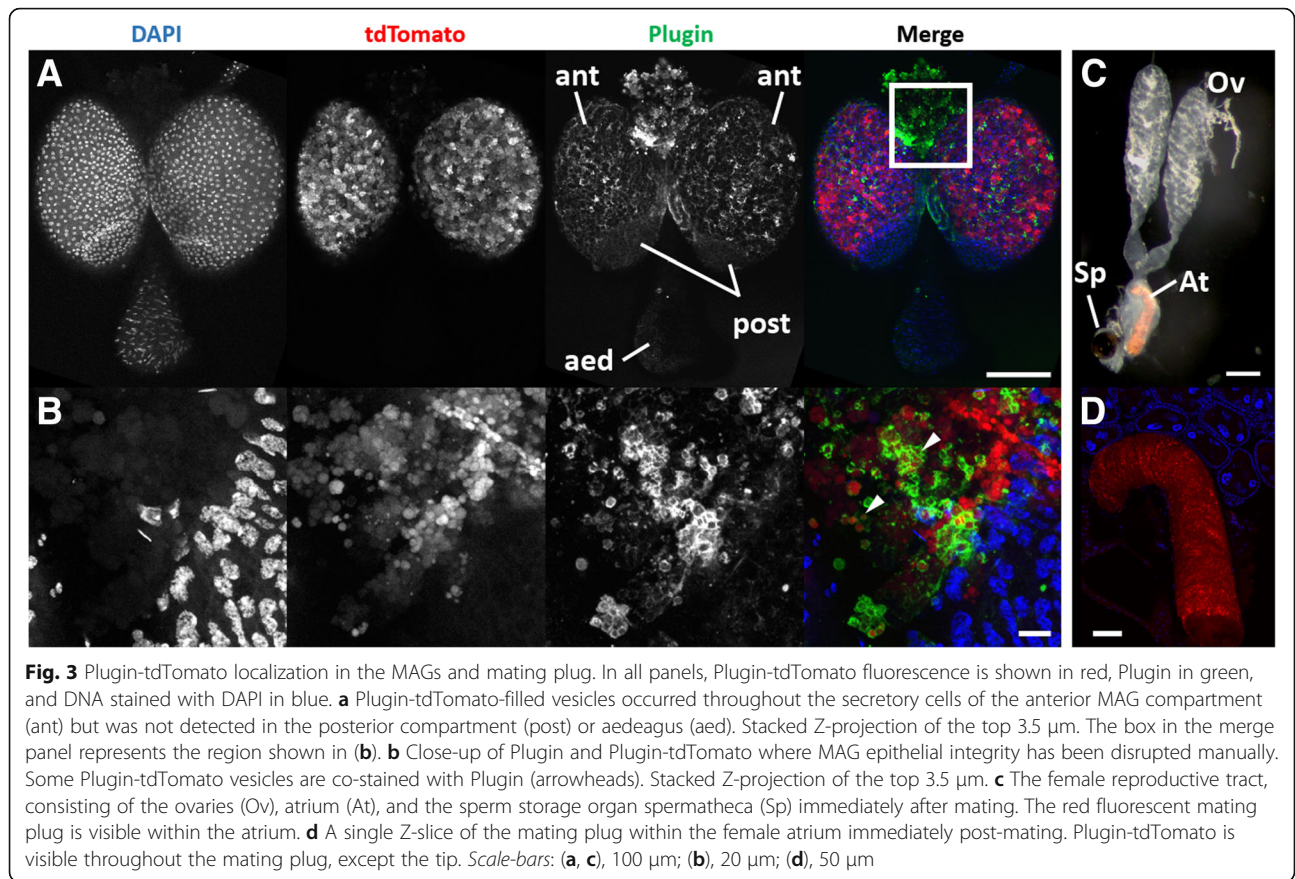 DAPI tdTomato Plugin Merge
A ant ant C Ov
Sp At
post
aed
B D
Fig. 3 Plugin-tdTomato localization in the MAGs and mating plug. In all panels, Plugin-tdTomato fluorescence is shown in red, Plugin in green,
and DNA stained with DAPI in blue. a Plugin-tdTomato-filled vesicles occurred throughout the secretory cells of the anterior MAG compartment
(ant) but was not detected in the posterior compartment (post) or aedeagus (aed). Stacked Z-projection of the top 3.5 μm. The box in the merge
panel represents the region shown in (b). b Close-up of Plugin and Plugin-tdTomato where MAG epithelial integrity has been disrupted manually.
Some Plugin-tdTomato vesicles are co-stained with Plugin (arrowheads). Stacked Z-projection of the top 3.5 μm. c The female reproductive tract,
consisting of the ovaries (Ov), atrium (At), and the sperm storage organ spermatheca (Sp) immediately after mating. The red fluorescent mating
plug is visible within the atrium. d A single Z-slice of the mating plug within the female atrium immediately post-mating. Plugin-tdTomato is
visible throughout the mating plug, except the tip. Scale-bars: (a, c), 100 μm; (b), 20 μm; (d), 50 μm